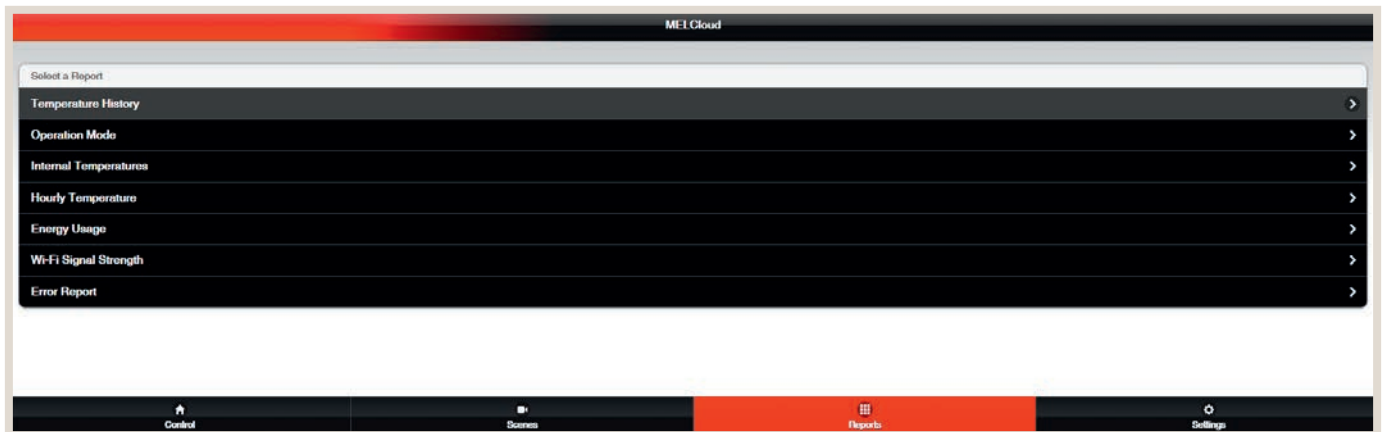 MELCloud
Select a Report
Temperature History
Operation Mode
Internal Temperatures
Hourly Temperature
Energy Usage
Wi-Fi Signal Strength
Error Report
Control
Scenes
Reports
Settings